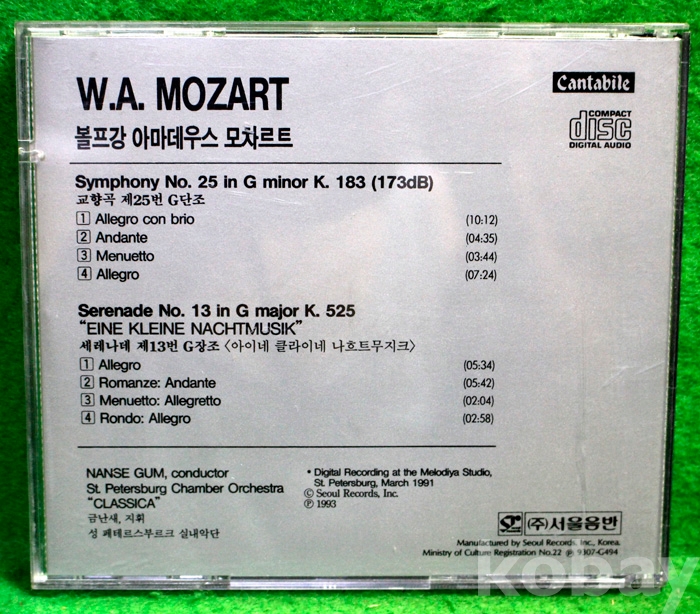 W.A. MOZART
볼프강 아마데우스 모차르트
Cantabile
COMPACT
disc
DIGITAL AUDIO
Symphony No. 25 in G minor K. 183 (173dB)
교향곡 제25번 G단조
1 Allegro con brio (10:12)
2 Andante (04:35)
3 Menuetto (03:44)
4 Allegro (07:24)
Serenade No. 13 in G major K. 525
"EINE KLEINE NACHTMUSIK"
세레나데 제13번 G장조 〈아이네 클라이네 나흐트무지크〉
1 Allegro (05:34)
2 Romanze: Andante (05:42)
3 Menuetto: Allegretto (02:04)
4 Rondo: Allegro (02:58)
NANSE GUM, conductor
St. Petersburg Chamber Orchestra
"CLASSICA"
금난새, 지휘
성 페테르스부르크 실내악단
• Digital Recording at the Melodiya Studio,
St. Petersburg, March 1991
Ⓒ Seoul Records, Inc.
Ⓟ 1993
(주)서울음반
Manufactured by Seoul Records, Inc., Korea.
Ministry of Culture Registration No.22 Ⓟ 9307-G494
kobay